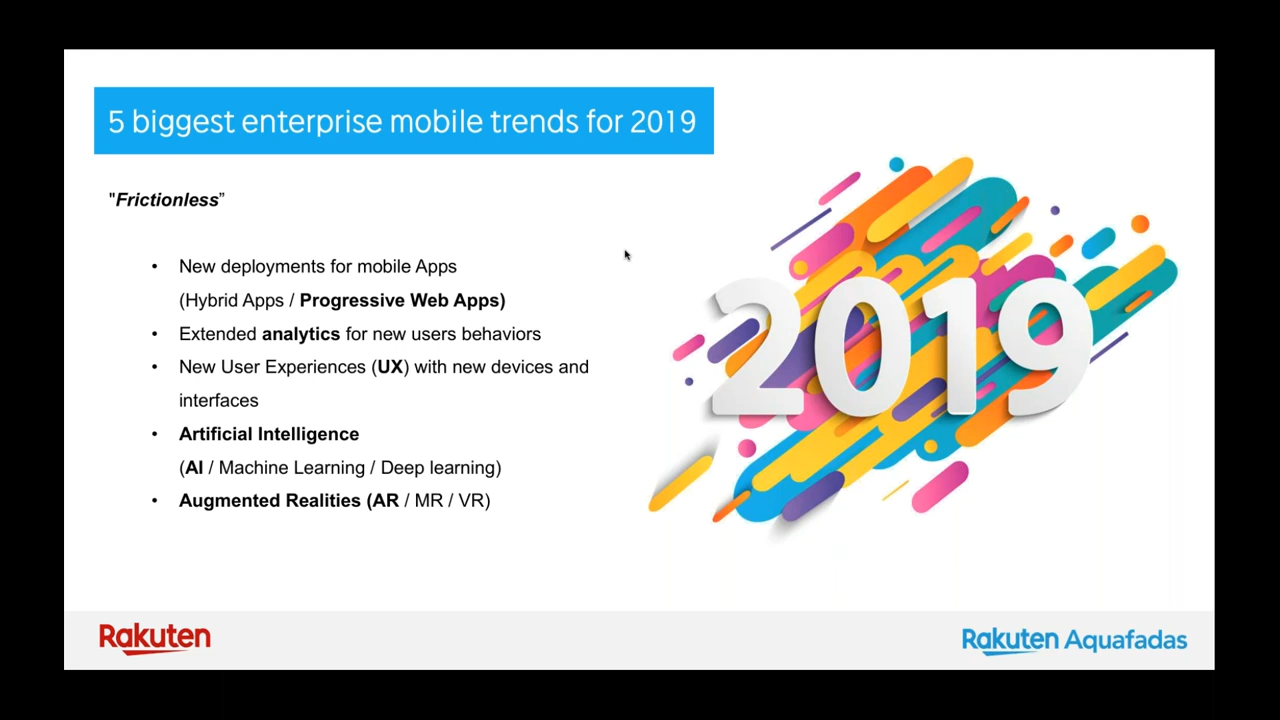 5 biggest enterprise mobile trends for 2019
"Frictionless”
• New deployments for mobile Apps
(Hybrid Apps / Progressive Web Apps)
• Extended analytics for new users behaviors
• New User Experiences (UX) with new devices and
interfaces
• Artificial Intelligence
(AI / Machine Learning / Deep learning)
• Augmented Realities (AR / MR / VR)
2019
Rakuten
Rakuten Aquafadas